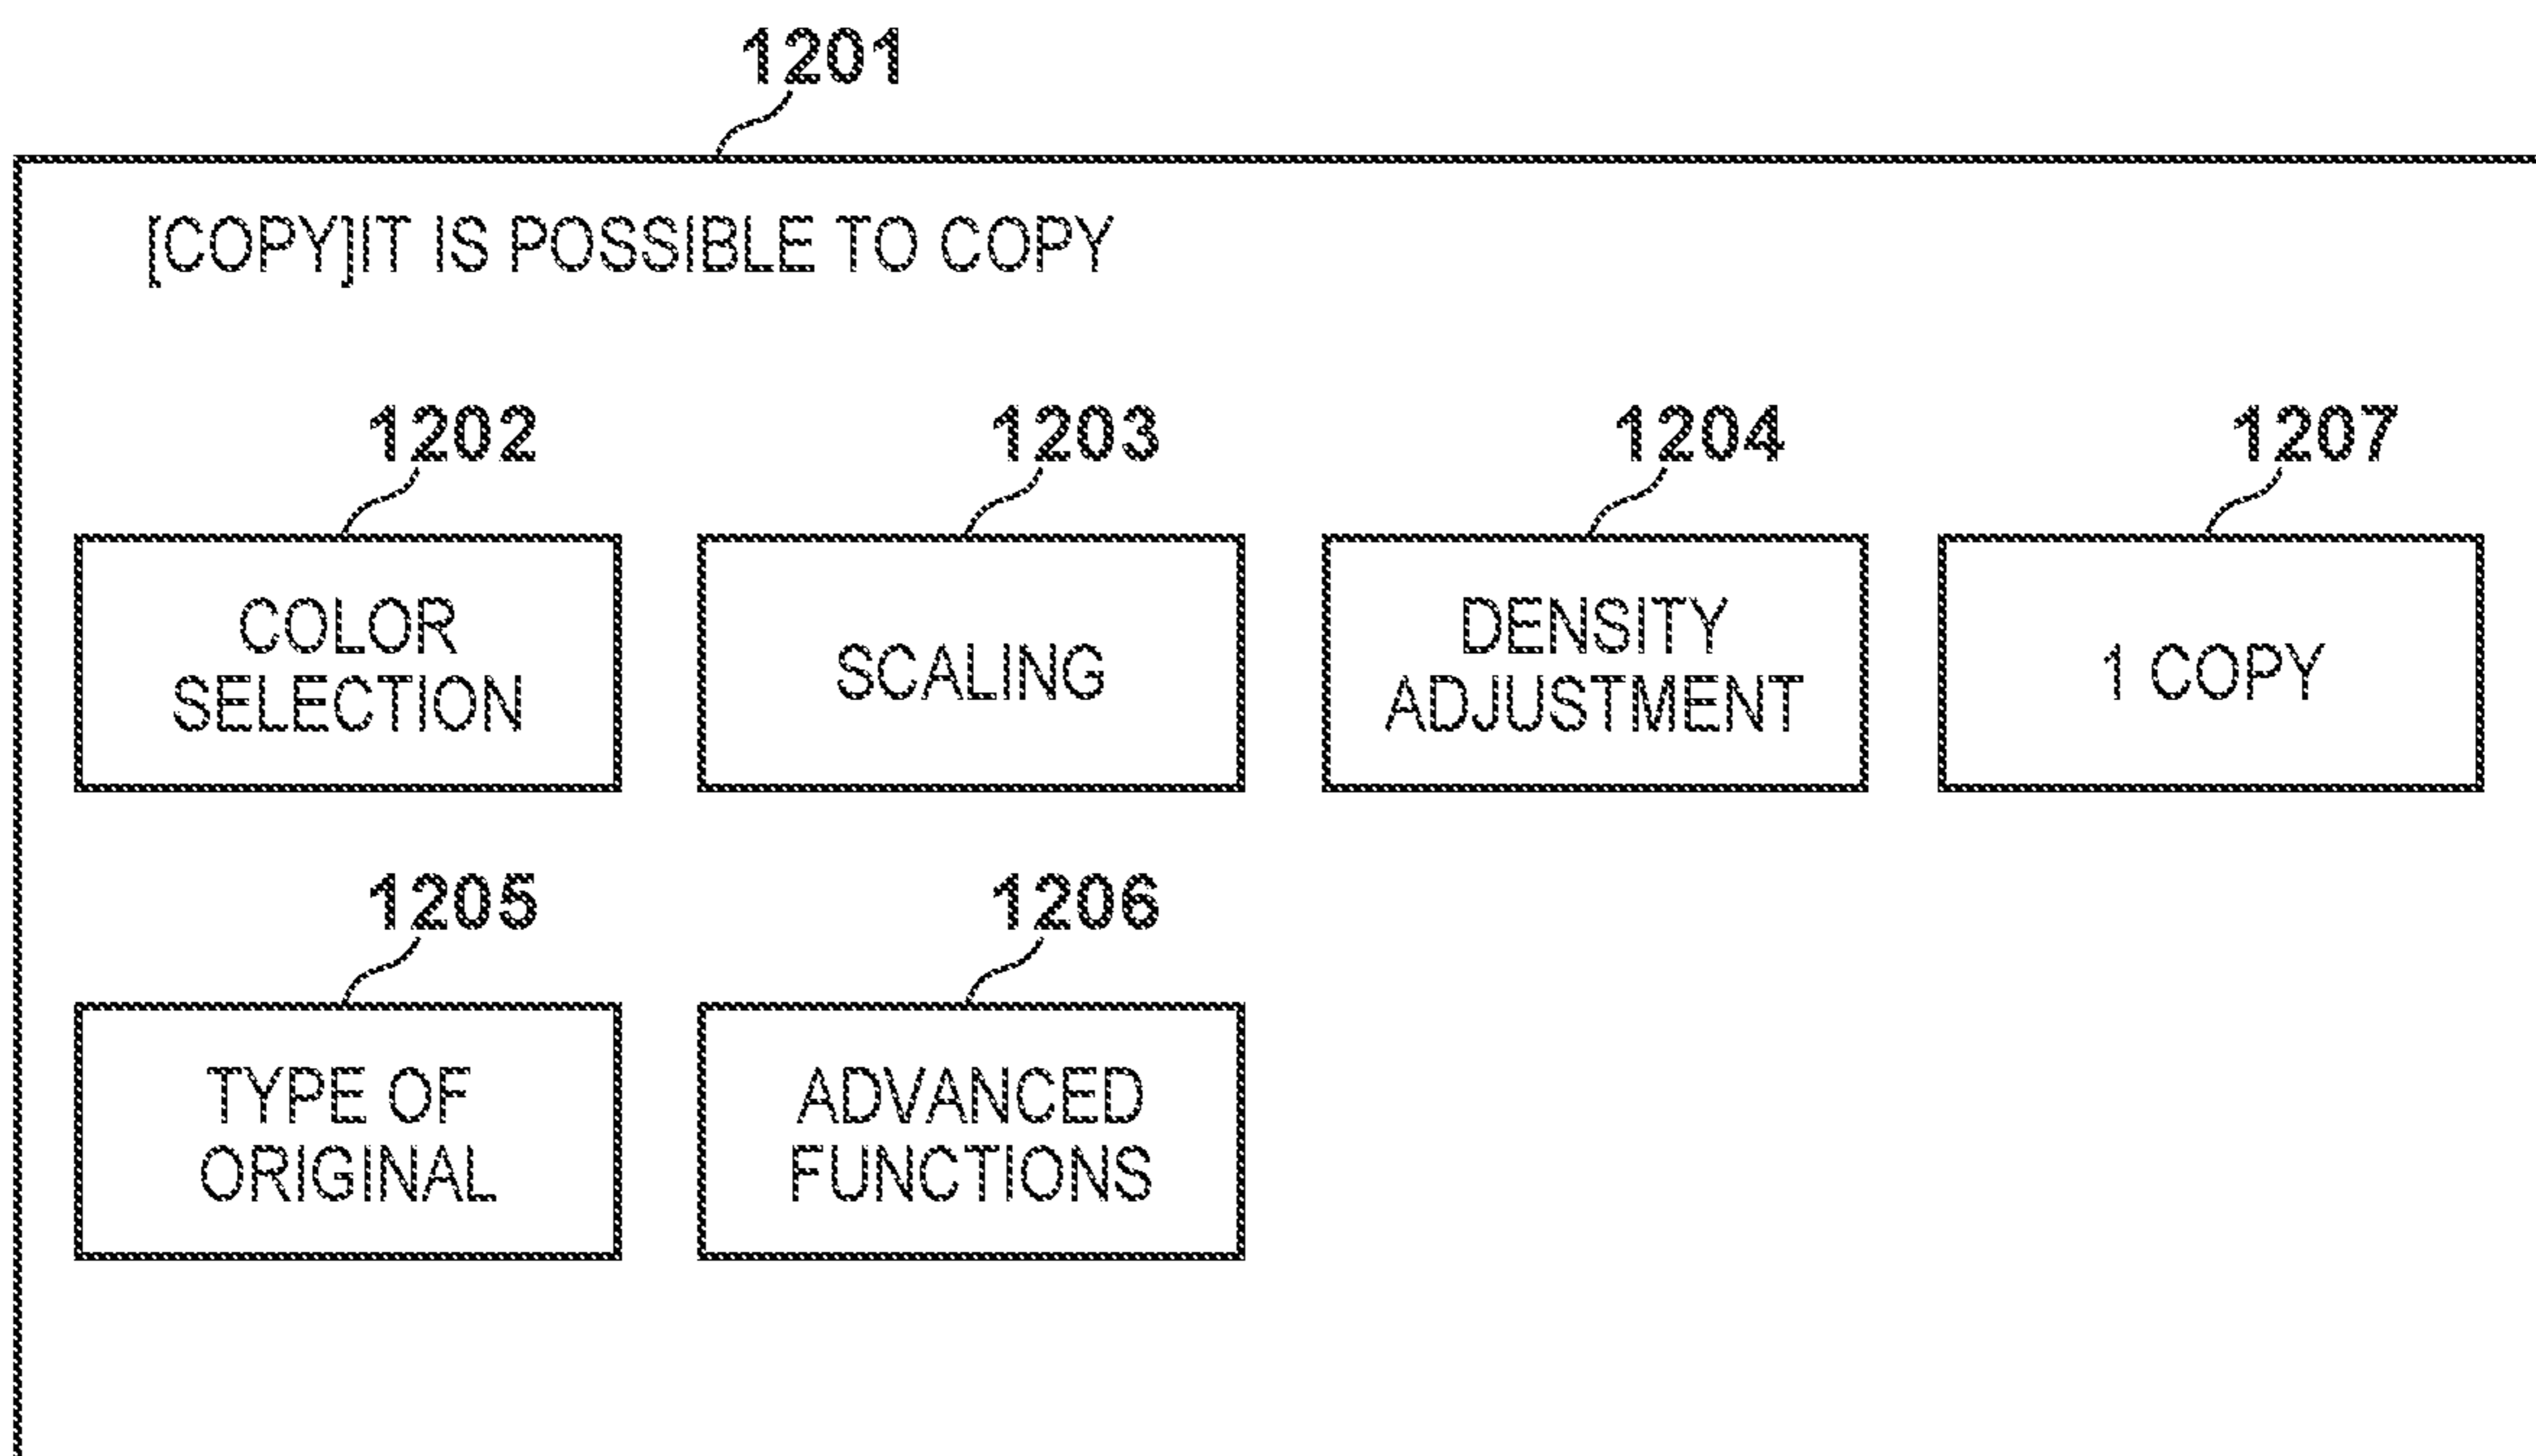 1201
[COPY]IT IS POSSIBLE TO COPY
1202
1203
1204
1207
COLOR
SELECTION
SCALING
DENSITY
ADJUSTMENT
1 COPY
1205
1206
TYPE OF
ORIGINAL
ADVANCED
FUNCTIONS